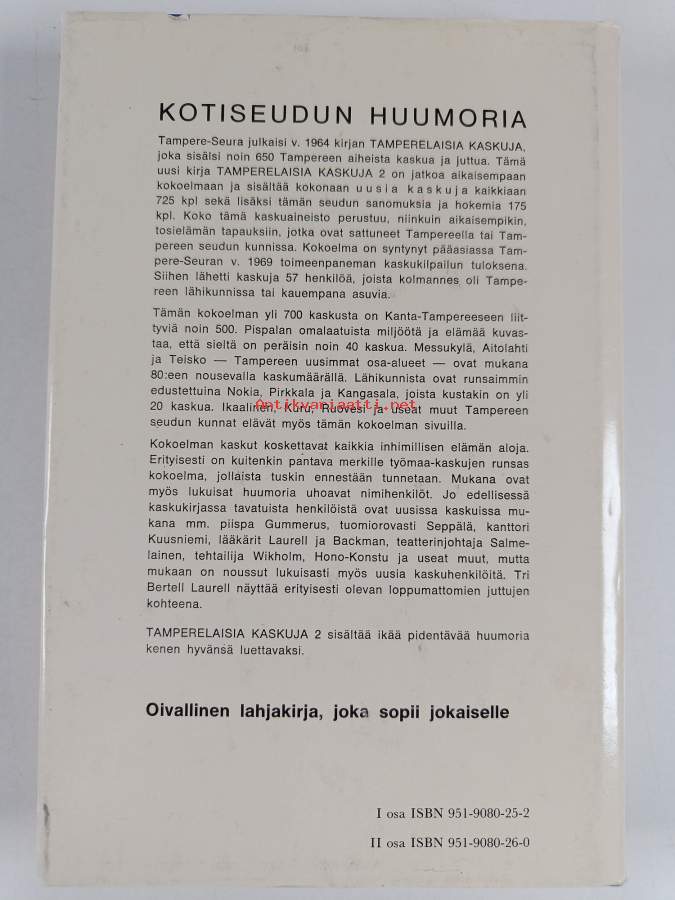 KOTISEUDUN HUUMORIA
Tampere-Seura julkaisi v. 1964 kirjan TAMPERELAISIA KASKUJA,
joka sisälsi noin 650 Tampereen aiheista kaskua ja juttua. Tämä
uusi kirja TAMPERELAISIA KASKUJA 2 on jatkoa aikaisempaan
kokoelmaan ja sisältää kokonaan uusia kaskuja kaikkiaan
725 kpl sekä lisäksi tämän seudun sanomuksia ja hokemia 175
kpl. Koko tämä kaskuaineisto perustuu, niinkuin aikaisempikin,
tosielämän tapauksiin, jotka ovat sattuneet Tampereella tai Tam-
pereen seudun kunnissa. Kokoelma on syntynyt pääasiassa Tam-
pere-Seuran v. 1969 toimeenpaneman kaskukilpailun tuloksena.
Siihen lähetti kaskuja 57 henkilöä, joista kolmannes oli Tampe-
reen lähikunnissa tai kauempana asuvia.
Tämän kokoelman yli 700 kaskusta on Kanta-Tampereeseen liit-
tyviä noin 500. Pispalan omalaatuista miljöötä ja elämää kuvas-
taa, että sieltä on peräisin noin 40 kaskua. Messukylä, Aitolahti
ja Teisko — Tampereen uusimmat osa-alueet — ovat mukana
80:een nousevalla kaskumäärällä. Lähikunnista ovat runsaimmin
edustettuina Nokia, Pirkkala ja Kangasala, joista kustakin on yli
20 kaskua. Ikaalinen, Kuru, Ruovesi ja useat muut Tampereen
Antikvariaatti.net
seudun kunnat elävät myös tämän kokoelman sivuilla.
Kokoelman kaskut koskettavat kaikkia inhimillisen elämän aloja.
Erityisesti on kuitenkin pantava merkille työmaa-kaskujen runsas
kokoelma, jollaista tuskin ennestään tunnetaan. Mukana ovat
myös lukuisat huumoria uhoavat nimihenkilöt. Jo edellisessä
kaskukirjassa tavatuista henkilöistä ovat uusissa kaskuissa mu-
kana mm. piispa Gummerus, tuomiorovasti Seppälä, kanttori
Kuusniemi, lääkärit Laurell ja Backman, teatterinjohtaja Salme-
lainen, tehtailija Wikholm, Hono-Konstu ja useat muut, mutta
mukaan on noussut lukuisasti myös uusia kaskuhenkilöitä. Tri
Bertell Laurell näyttää erityisesti olevan loppumattomien juttujen
kohteena.
TAMPERELAISIA KASKUJA 2 sisältää ikää pidentävää huumoria
kenen hyvänsä luettavaksi.
Oivallinen lahjakirja, joka sopii jokaiselle
I osa ISBN 951-9080-25-2
II osa ISBN 951-9080-26-0